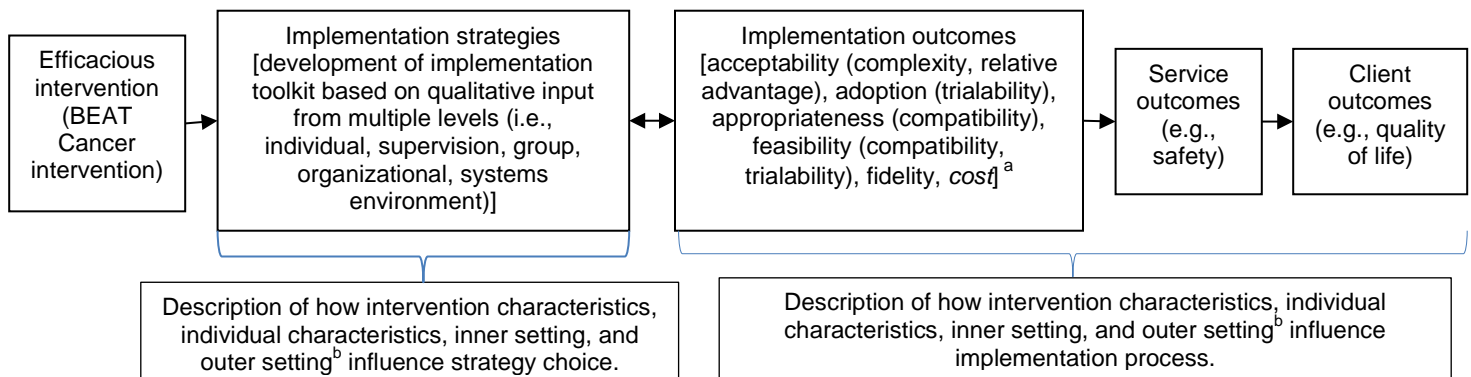 Efficacious
intervention
(BEAT
Cancer
intervention)
Implementation strategies
[development of implementation
toolkit based on qualitative input
from multiple levels (i.e.,
individual, supervision, group,
organizational, systems
environment)]
Implementation outcomes
[acceptability (complexity, relative
advantage), adoption (trialability),
appropriateness (compatibility),
feasibility (compatibility,
trialability), fidelity, cost] a
Service
outcomes
(e.g.,
safety)
Client
outcomes
(e.g., quality
of life)
Description of how intervention characteristics,
individual characteristics, inner setting, and
outer settingb influence strategy choice.
Description of how intervention characteristics, individual
characteristics, inner setting, and outer settingb influence
implementation process.